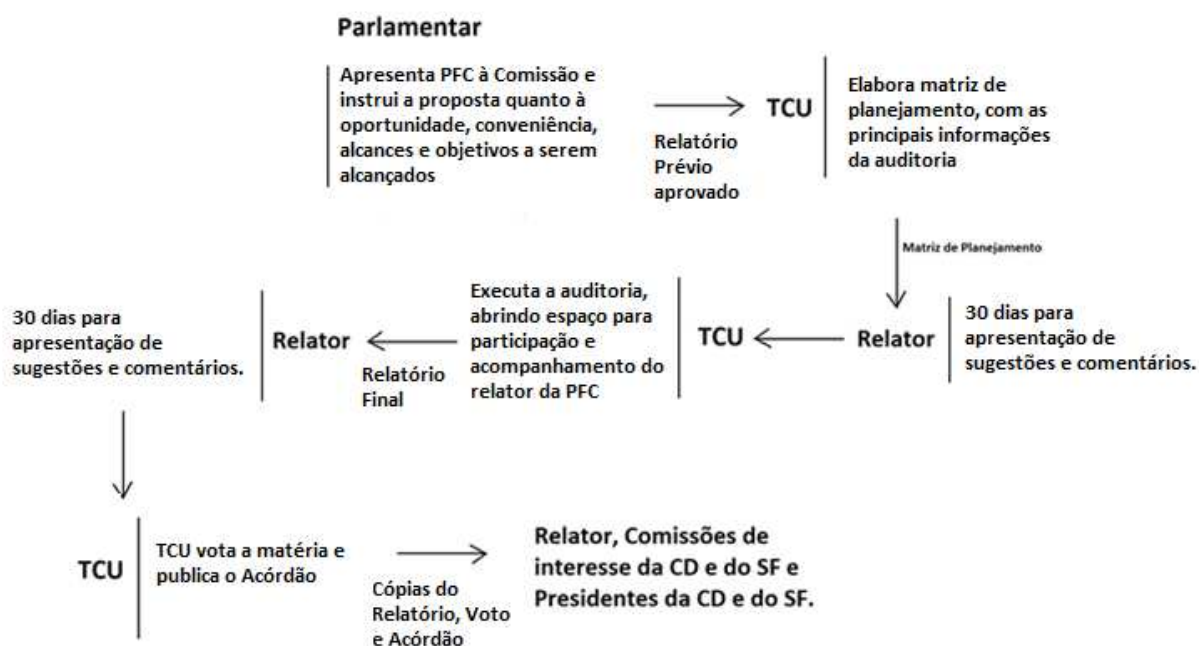 Parlamentar
Apresenta PFC à Comissão e
instrui a proposta quanto à
oportunidade, conveniência,
alcances e objetivos a serem
alcançados
Relatório
Prévio
aprovado
TCU
Elabora matriz de
planejamento, com as
principais informações
da auditoria
Matriz de Planejamento
Relator
30 dias para
apresentação de
sugestões e comentários.
TCU
Executa a auditoria,
abrindo espaço para
participação e
acompanhamento do
relator da PFC
Relatório
Final
Relator
30 dias para
apresentação de
sugestões e comentários.
TCU
TCU vota a matéria e
publica o Acórdão
Cópias do
Relatório, Voto
e Acórdão
Relator, Comissões de
interesse da CD e do SF e
Presidentes da CD e do SF.